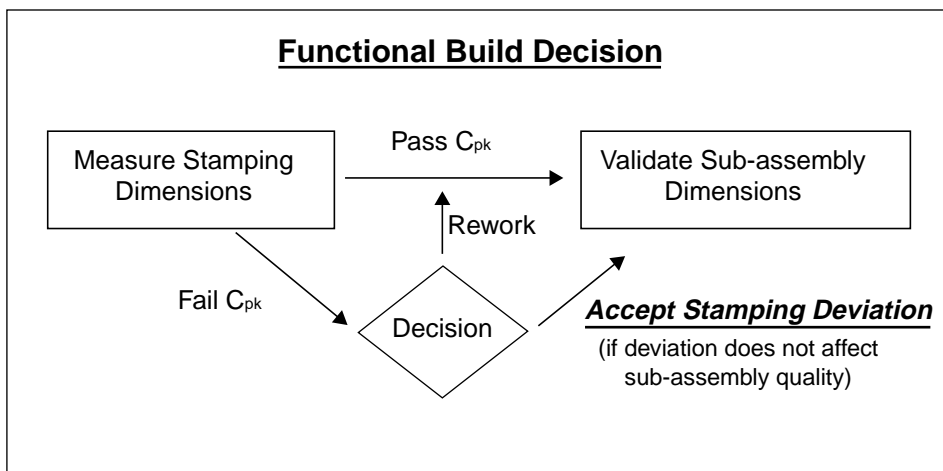 Functional Build Decision
Measure Stamping
Dimensions
Pass Cpk
Validate Sub-assembly
Dimensions
Rework
Fail Cpk
Decision
Accept Stamping Deviation
(if deviation does not affect
sub-assembly quality)